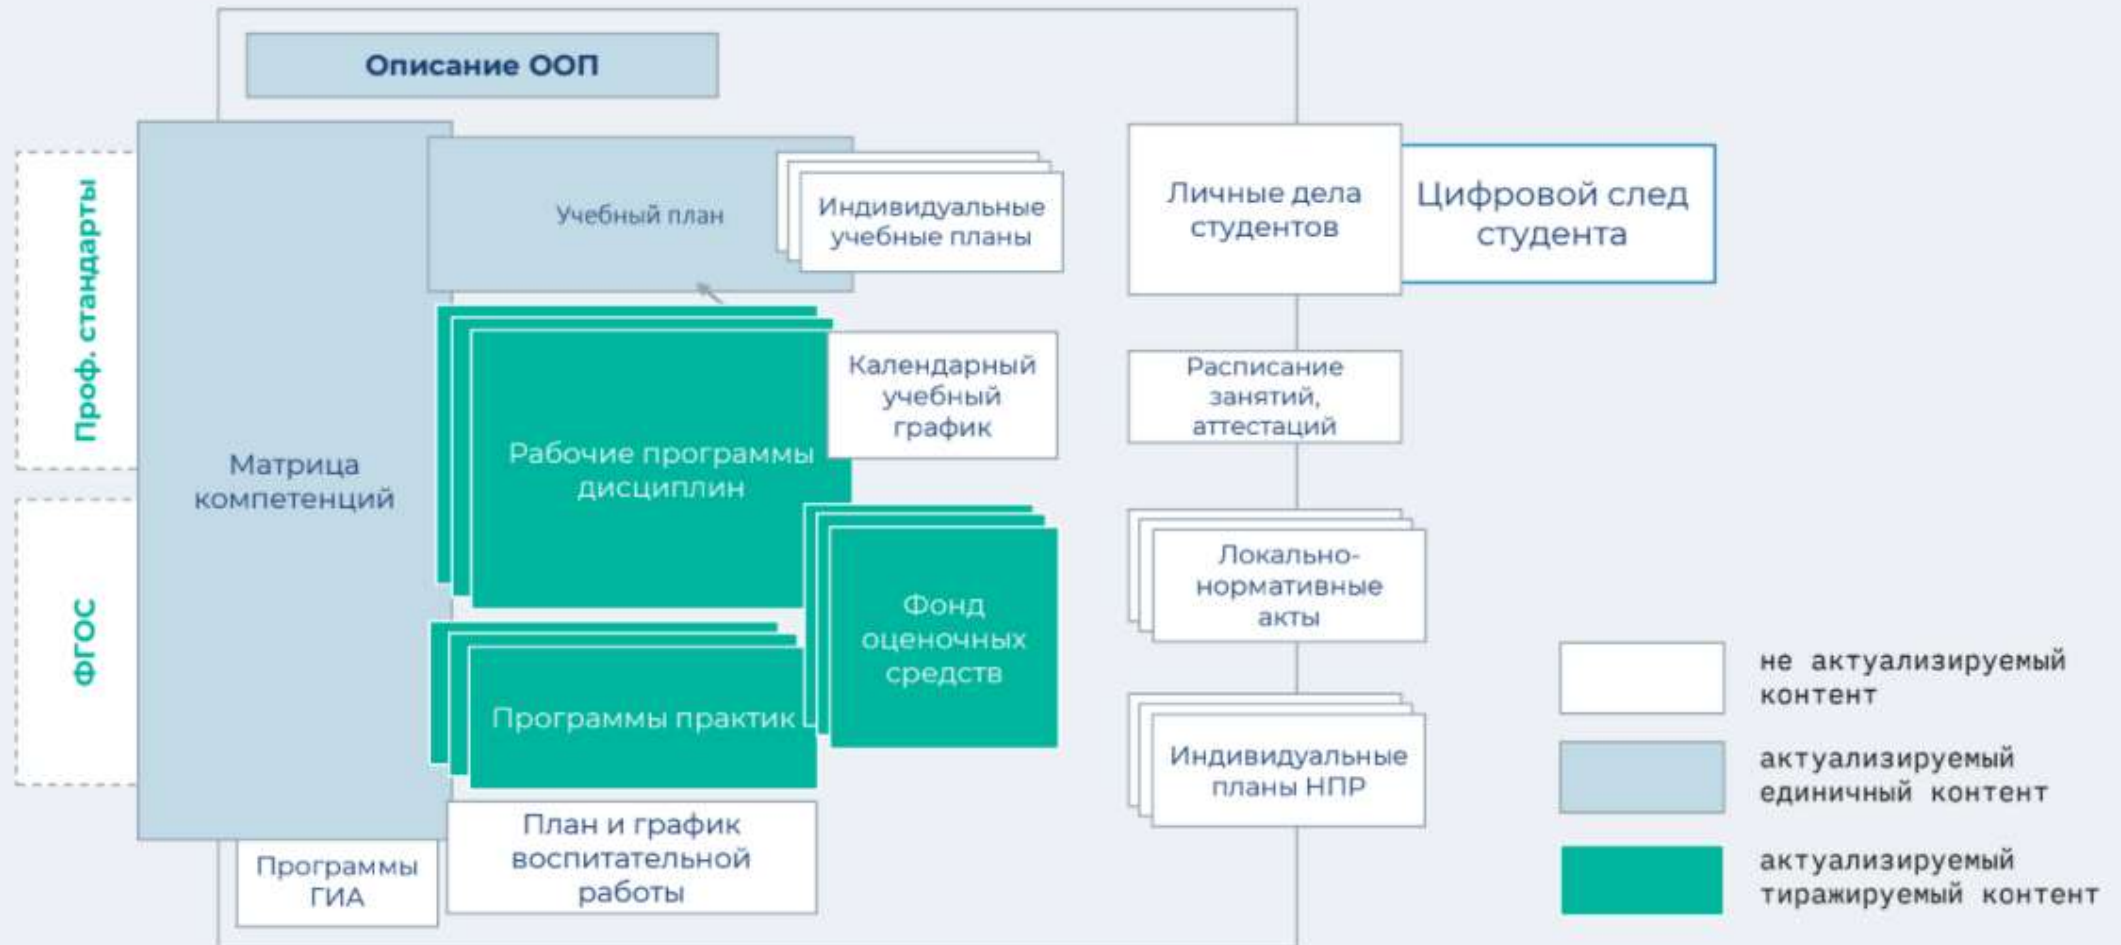 Описание ООП
Проф. стандарты
ФГОС
Матрица
компетенций
Учебный план
Индивидуальные
учебные планы
Рабочие программы
дисциплин
Календарный
учебный
график
Фонд
оценочных
средств
Программы практик
План и график
воспитательной
работы
Программы
ГИА
Личные дела
студентов
Цифровой след
студента
Расписание
занятий,
аттестаций
Локально-
нормативные
акты
Индивидуальные
планы НПР
не актуализируемый
контент
актуализируемый
единичный контент
актуализируемый
тиражируемый контент